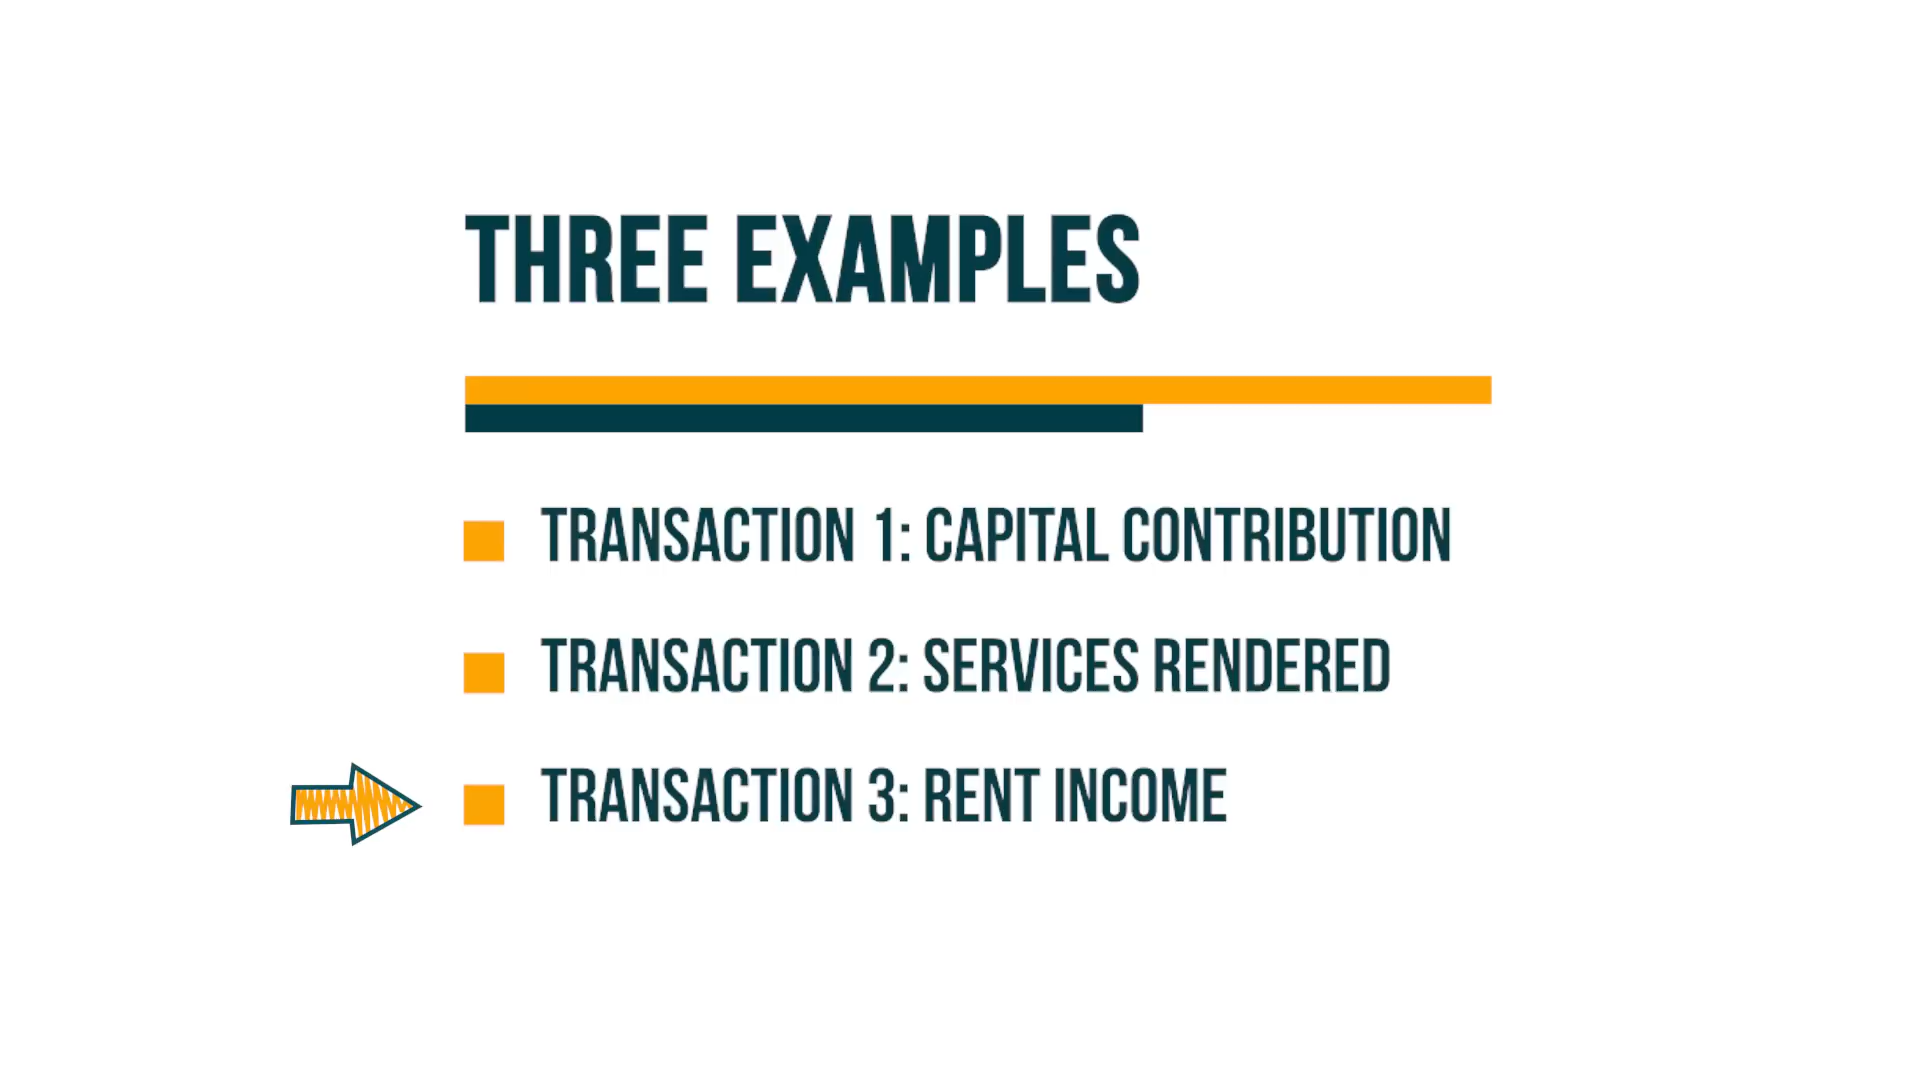 THREE EXAMPLES
TRANSACTION 1: CAPITAL CONTRIBUTION
TRANSACTION 2: SERVICES RENDERED
TRANSACTION 3: RENT INCOME